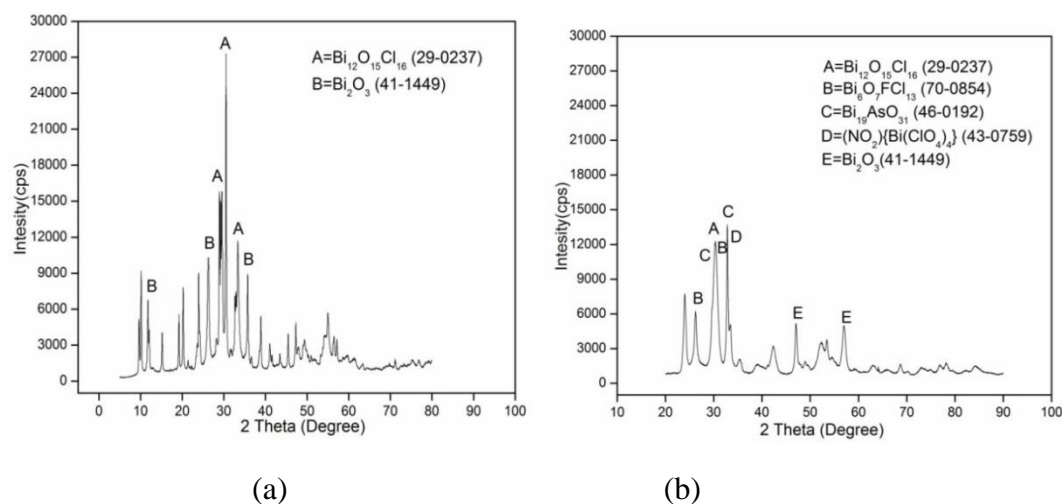 30000
27000
24000
21000
18000
15000
12000
9000
6000
3000
0
Intesity(cps)
0 10 20 30 40 50 60 70 80 90 100
2 Theta (Degree)
A=Bi12O15Cl16 (29-0237)
B=Bi2O3 (41-1449)
A
A
A
B
B
B
(a)
30000
27000
24000
21000
18000
15000
12000
9000
6000
3000
0
Intesity(cps)
10 20 30 40 50 60 70 80 90 100
2 Theta (Degree)
A=Bi12O15Cl16 (29-0237)
B=Bi6O7FCl13 (70-0854)
C=Bi19AsO31 (46-0192)
D=(NO2){Bi(ClO4)4} (43-0759)
E=Bi2O3(41-1449)
C
A
D
B
C
B
E
E
(b)